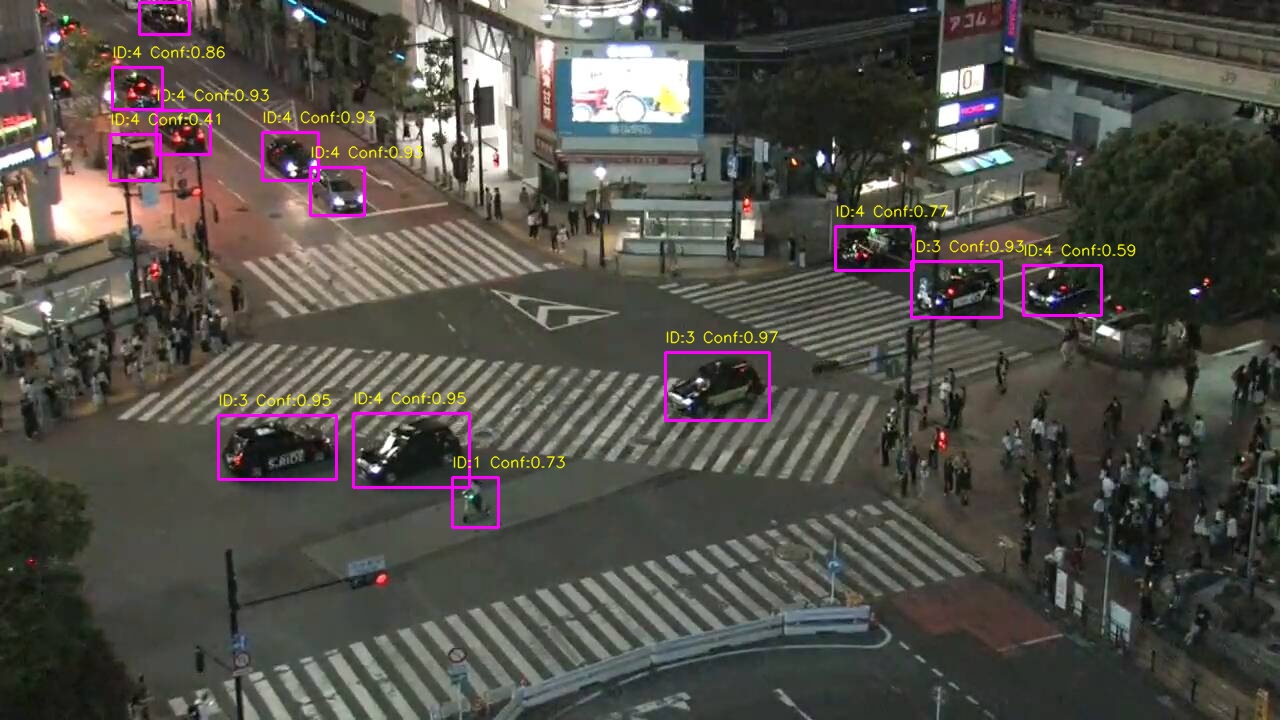 ID:4 Conf:0.86
ID:4 Conf:0.93
ID:4 Conf:0.41
ID:4 Conf:0.93
ID:4 Conf:0.93
アコム
ID:4 Conf:0.77
D:3 Conf:0.93
ID:4 Conf:0.59
ID:3 Conf:0.97
ID:3 Conf:0.95
ID:4 Conf:0.95
S.RIDE
ID:1 Conf:0.73